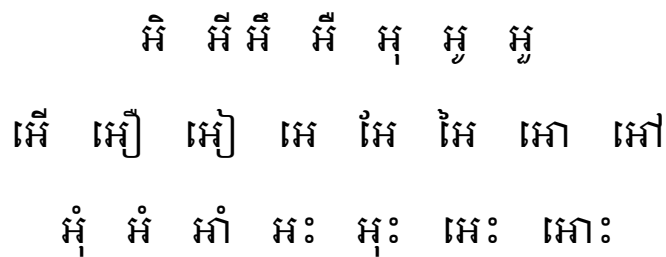 អិ អី អឹ អឺ អុ អូ អួ
អើ អឿ អៀ អេ អែ អៃ អោ អៅ
អុំ អំ អាំ អះ អុះ អេះ អោះ